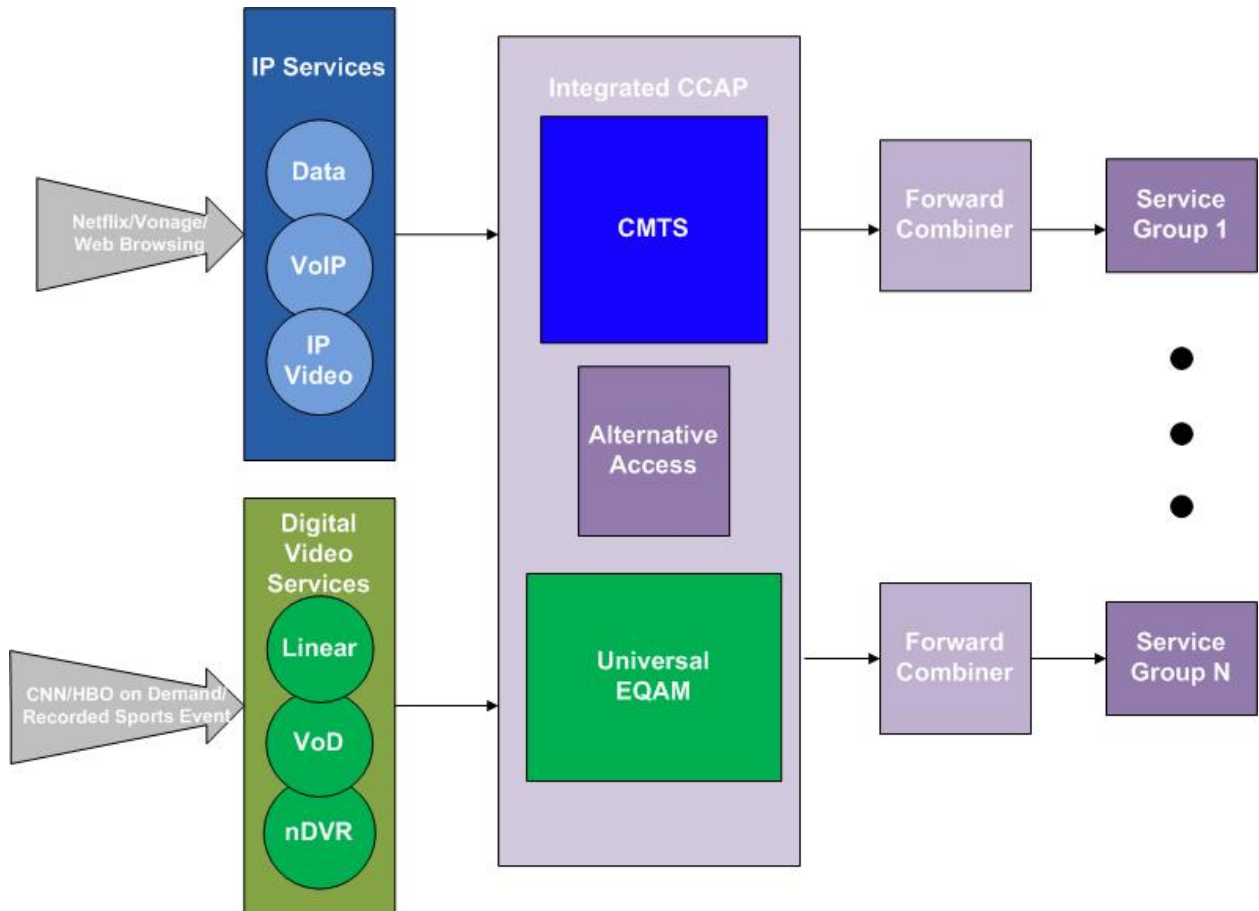 Netflix/Vonage/
Web Browsing
IP Services
Data
VoIP
IP
Video
CNN/HBO on Demand/
Recorded Sports Event
Digital
Video
Services
Linear
VoD
nDVR
Integrated CCAP
CMTS
Alternative
Access
Universal
EQAM
Forward
Combiner
Service
Group 1
Forward
Combiner
Service
Group N